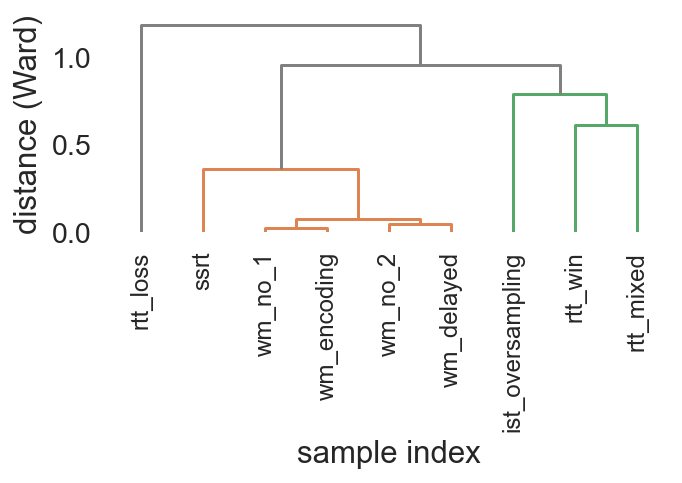 distance (Ward)
1.0
0.5
0.0
rtt_loss
ssrt
wm_no_1
wm_encoding
wm_no_2
wm_delayed
ist_oversampling
rtt_win
rtt_mixed
sample index